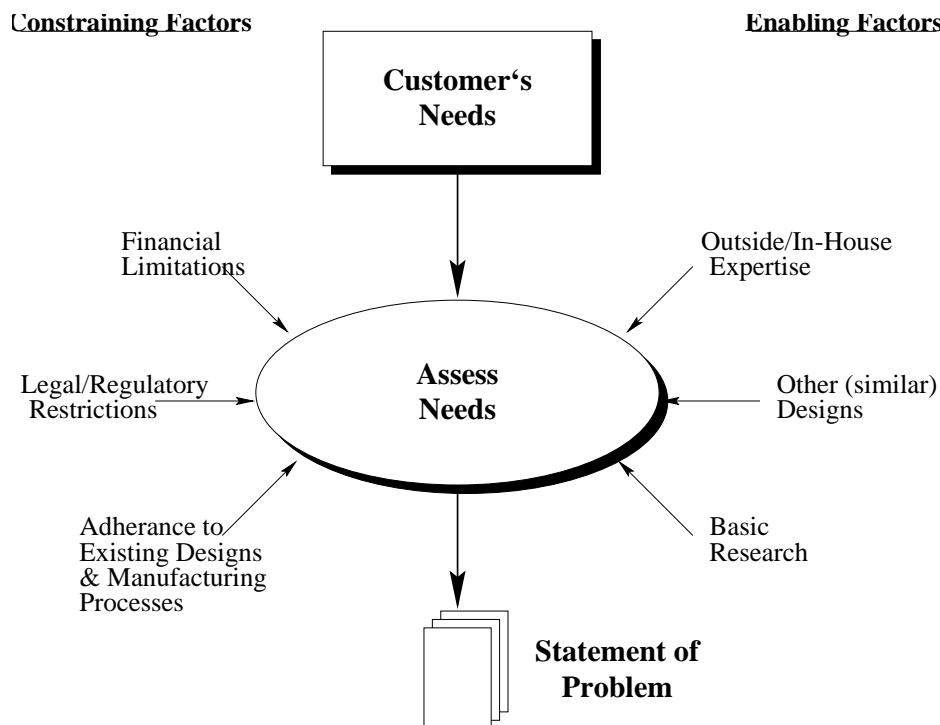 Constraining Factors
Enabling Factors
Customer‘s
Needs
Financial
Limitations
Outside/In-House
Expertise
Legal/Regulatory
Restrictions
Assess
Needs
Other (similar)
Designs
Adherance to
Existing Designs
& Manufacturing
Processes
Basic
Research
Statement of
Problem